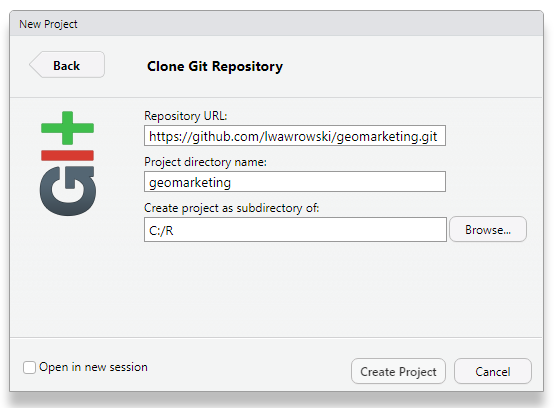 New Project
Back
Clone Git Repository
GIt
Repository URL:
https://github.com/lwawrowski/geomarketing.git
Project directory name:
geomarketing
Create project as subdirectory of:
C:/R
Browse...
Open in new session
Create Project
Cancel